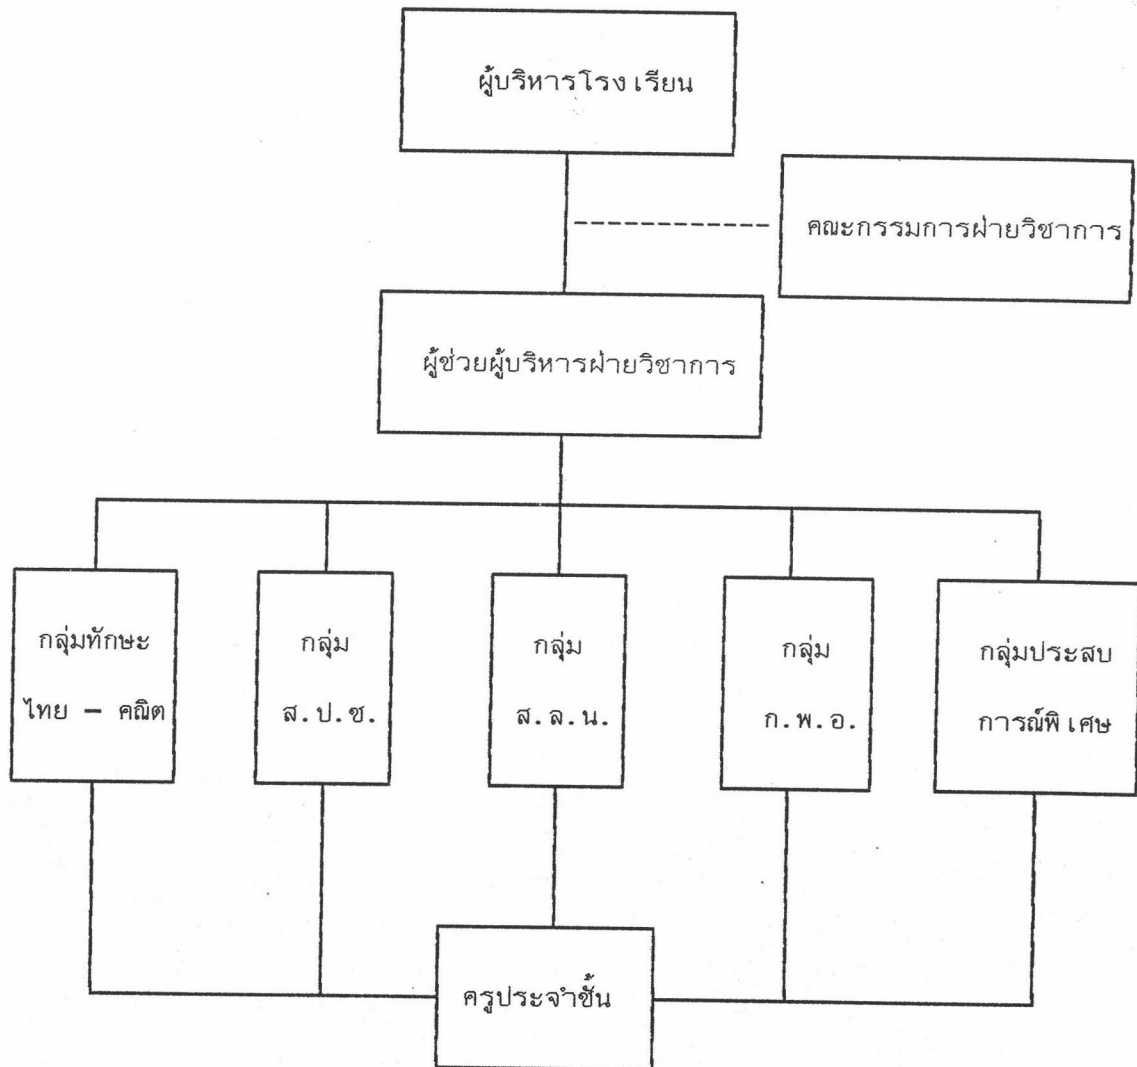 ผู้บริหารโรงเรียน
คณะกรรมการฝ่ายวิชาการ
ผู้ช่วยผู้บริหารฝ่ายวิชาการ
กลุ่มทักษะ
ไทย – คณิต
กลุ่ม
ส.ป.ช.
กลุ่ม
ส.ล.น.
กลุ่ม
ก.พ.อ.
กลุ่มประสบ
การณ์พิเศษ
ครูประจำชั้น